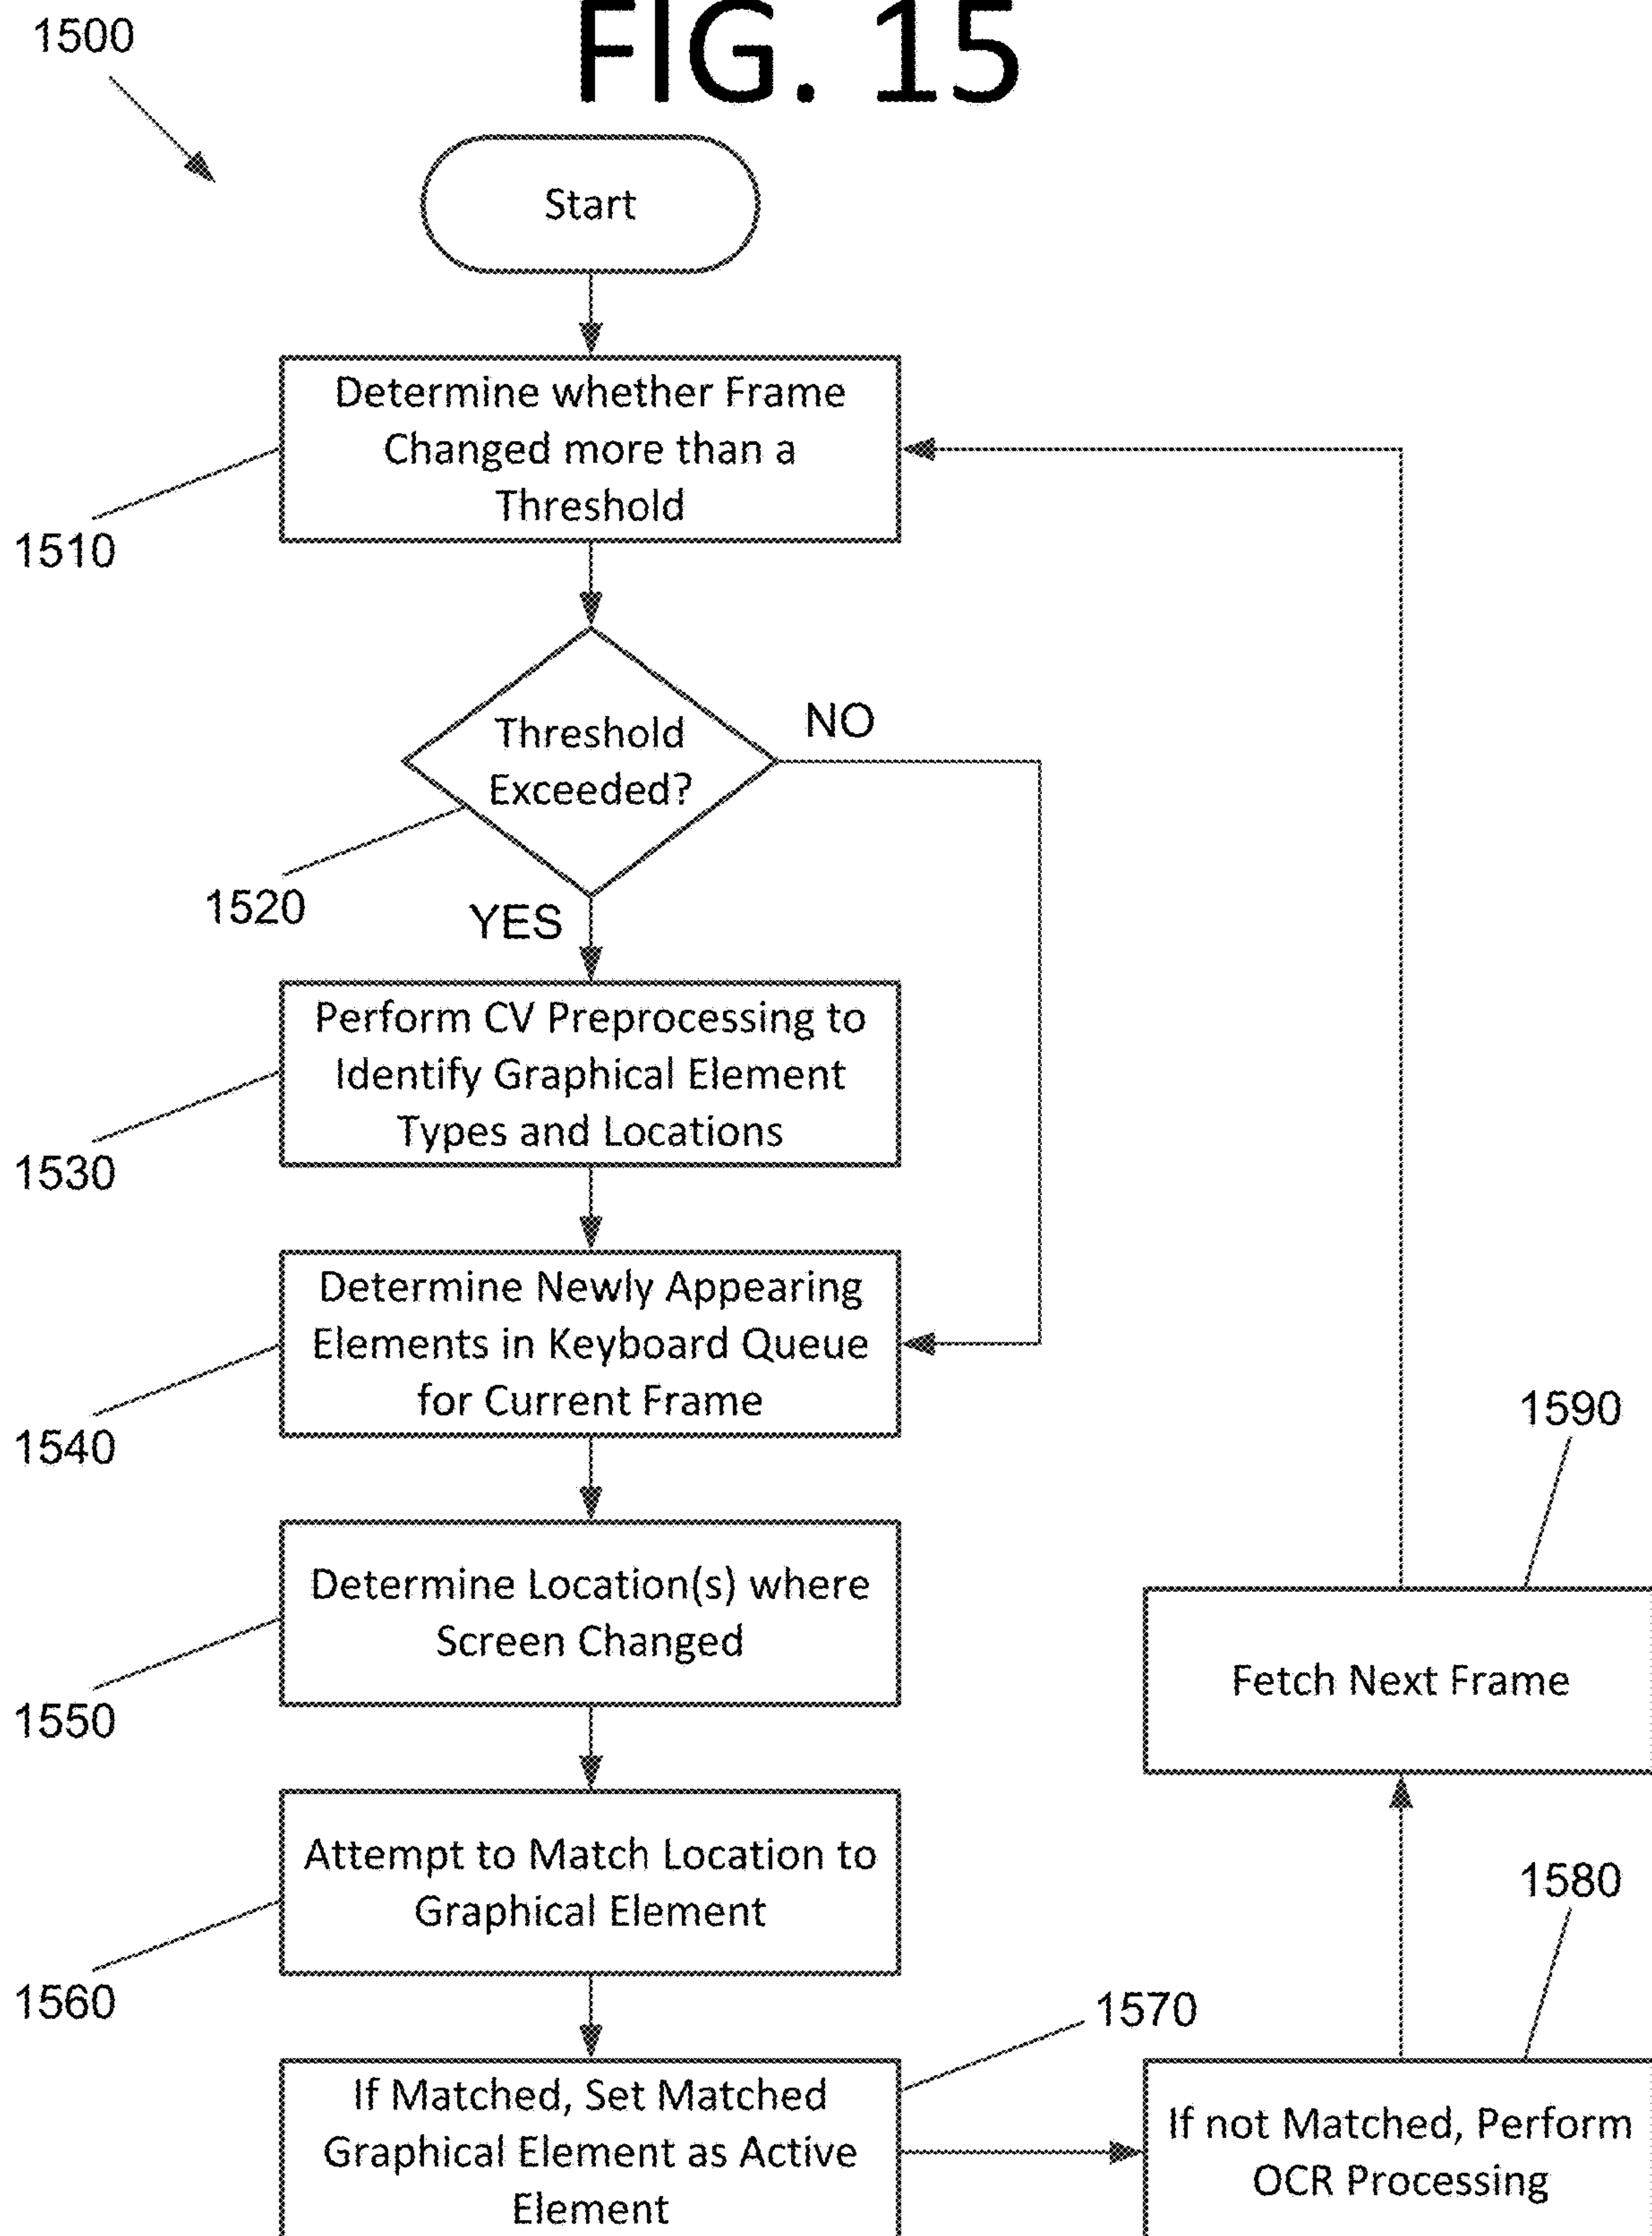 1500
FIG. 15
Start
Determine whether Frame
Changed more than a
Threshold
1510
Threshold
Exceeded?
NO
1520
YES
Perform CV Preprocessing to
Identify Graphical Element
Types and Locations
1530
Determine Newly Appearing
Elements in Keyboard Queue
for Current Frame
1540
1590
Determine Location(s) where
Screen Changed
1550
Fetch Next Frame
Attempt to Match Location to
Graphical Element
1560
1580
1570
If Matched, Set Matched
Graphical Element as Active
Element
If not Matched, Perform
OCR Processing